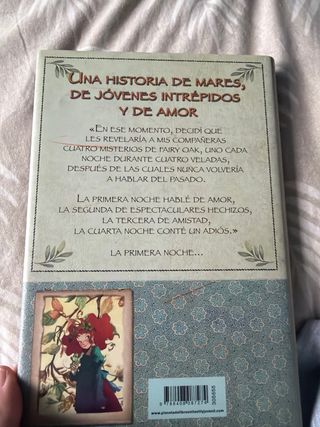 UNA HISTORIA DE MARES,
DE JÓVENES INTRÉPIDOS
Y DE AMOR
«EN ESE MOMENTO, DECIDÍ QUE
LES REVELARÍA A MIS COMPAÑERAS
CUATRO MISTERIOS DE FAIRY OAK, UNO CADA
NOCHE DURANTE CUATRO VELADAS,
DESPUÉS DE LAS CUALES NUNCA VOLVERÍA
A HABLAR DEL PASADO.
LA PRIMERA NOCHE HABLÉ DE AMOR,
LA SEGUNDA DE ESPECTACULARES HECHIZOS,
LA TERCERA DE AMISTAD,
LA CUARTA NOCHE CONTÉ UN ADIÓS.»
LA PRIMERA NOCHE...
www.planetadelibrosinfantilyjuvenil.com